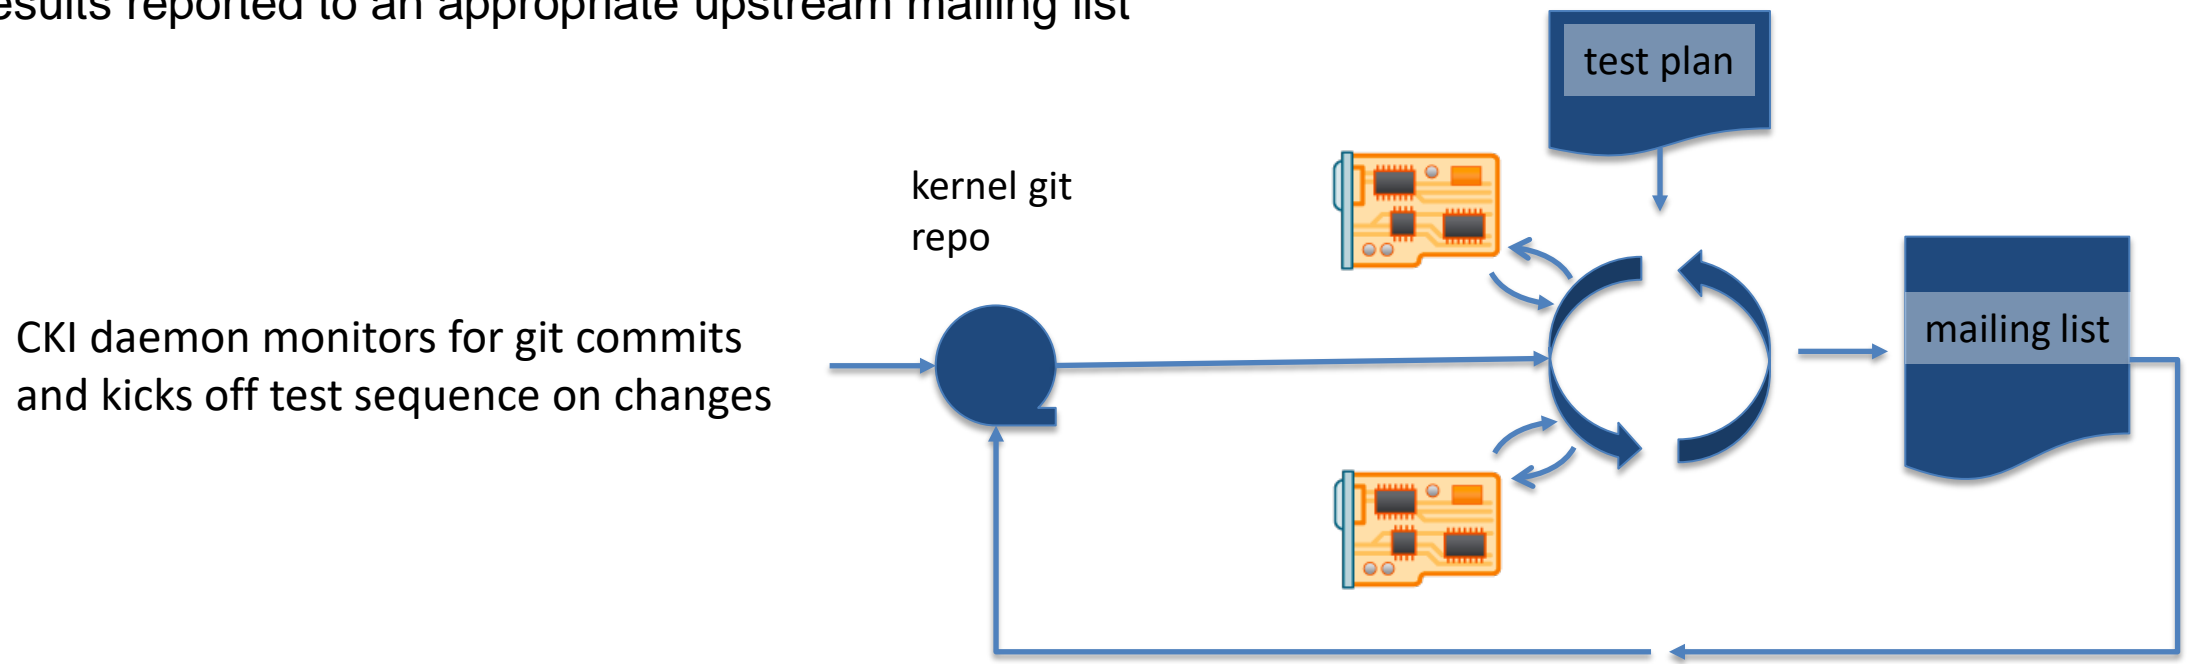 results reported to an appropriate upstream mailing list
test plan
kernel git
repo
mailing list
CKI daemon monitors for git commits
and kicks off test sequence on changes